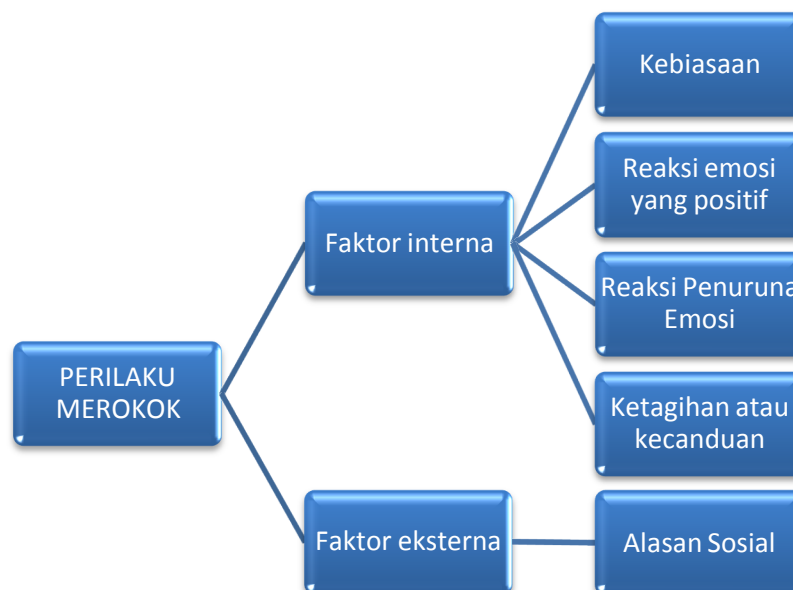 Kebiasaan
Reaksi emosi
yang positif
Faktor interna
Reaksi Penuruna
Emosi
PERILAKU
MEROKOK
Ketagihan atau
kecanduan
Faktor eksterna
Alasan Sosial